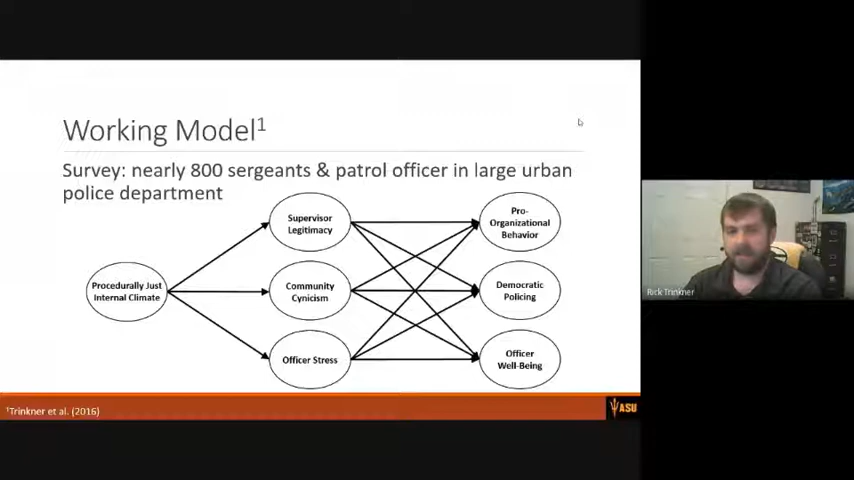 Working Model¹
Survey: nearly 800 sergeants & patrol officer in large urban
police department
Procedurally Just
Internal Climate
Supervisor
Legitimacy
Community
Cynicism
Officer Stress
Pro-
Organizational
Behavior
Democratic
Policing
Officer
Well-Being
¹Trinkner et al. (2016)
ASU
Rick Trinkner